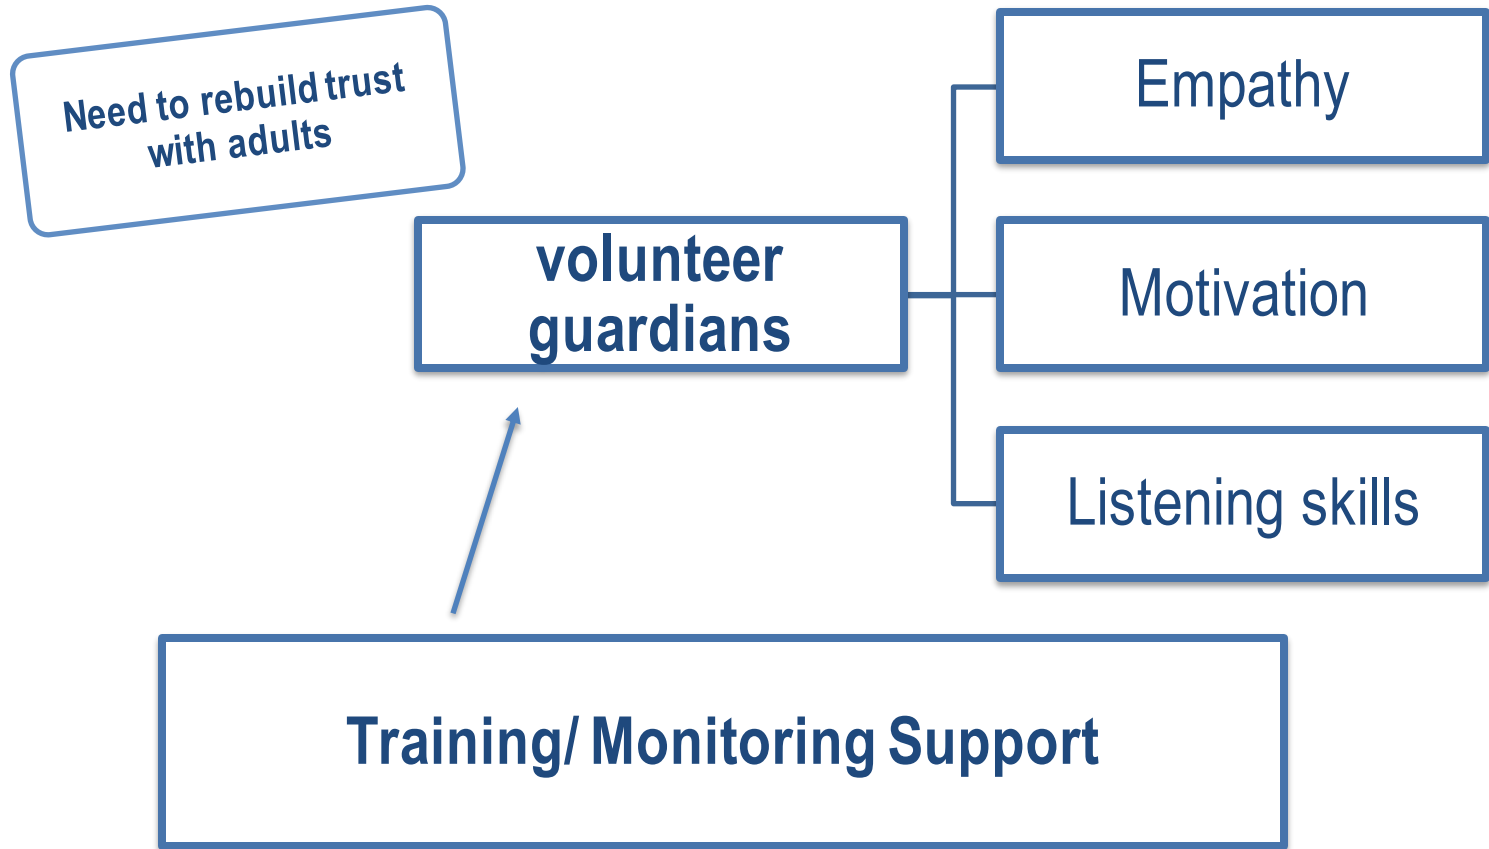 Need to rebuild trust
with adults
Empathy
volunteer
guardians
Motivation
Listening skills
Training/ Monitoring Support